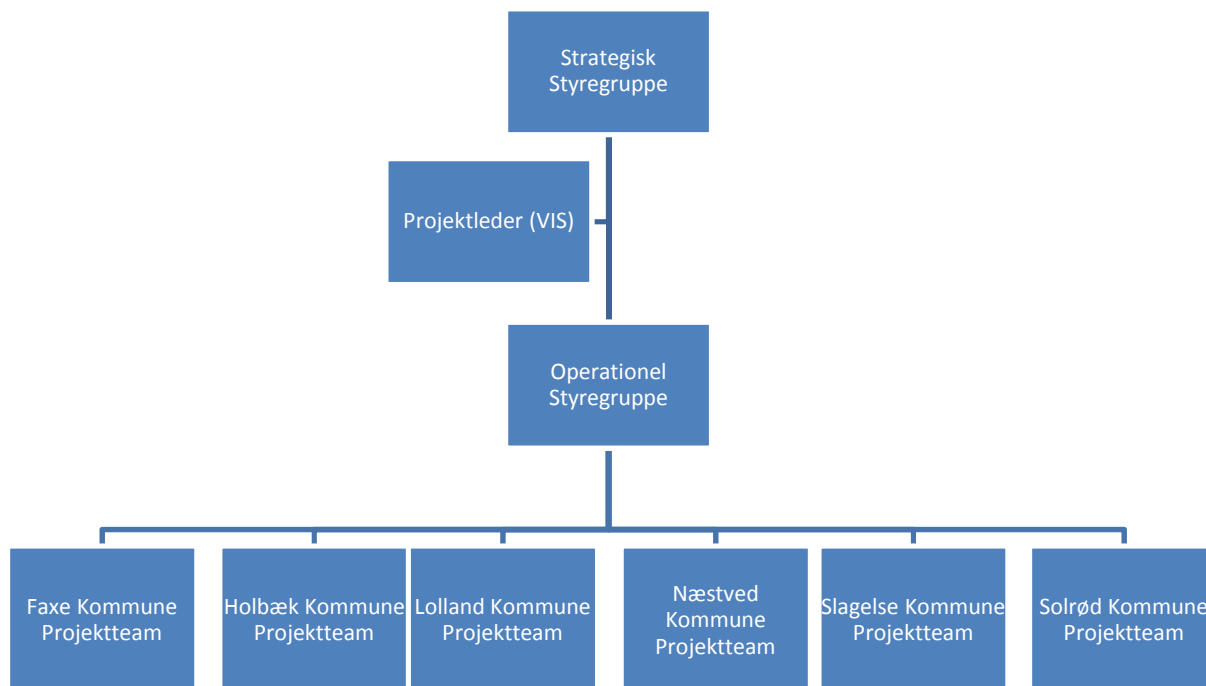 Strategisk
Styregruppe
Projektleder (VIS)
Operationel
Styregruppe
Faxe Kommune
Projektteam
Holbæk Kommune
Projektteam
Lolland Kommune
Projektteam
Næstved
Kommune
Projektteam
Slagelse Kommune
Projektteam
Solrød Kommune
Projektteam